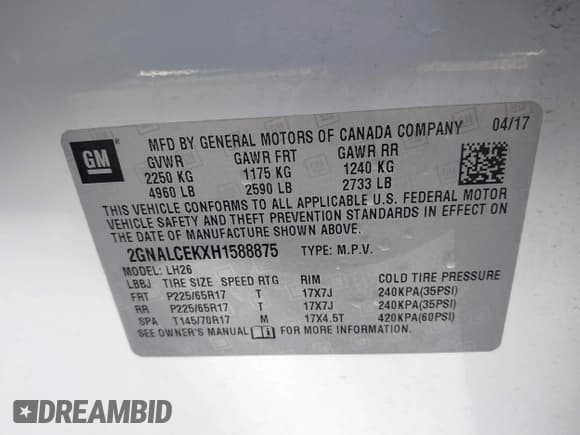 GM
MFD BY GENERAL MOTORS OF CANADA COMPANY 04/17
GVWR GAWR FRT GAWR RR
2250 KG 1175 KG 1240 KG
4960 LB 2590 LB 2733 LB
THIS VEHICLE CONFORMS TO ALL APPLICABLE U.S. FEDERAL MOTOR
VEHICLE SAFETY AND THEFT PREVENTION STANDARDS IN EFFECT ON
THE DATE OF MANUFACTURE SHOWN ABOVE.
2GNALCEKXH1588875 TYPE: M.P.V.
MODEL: LH26
LBBJ TIRE SIZE SPEED RTG RIM COLD TIRE PRESSURE
FRT P225/65R17 T 17X7J 240KPA(35PSI)
RR P225/65R17 T 17X7J 240KPA(35PSI)
SPA T145/70R17 M 17X4.5T 420KPA(60PSI)
SEE OWNER'S MANUAL FOR MORE INFORMATION.
DREAMBID